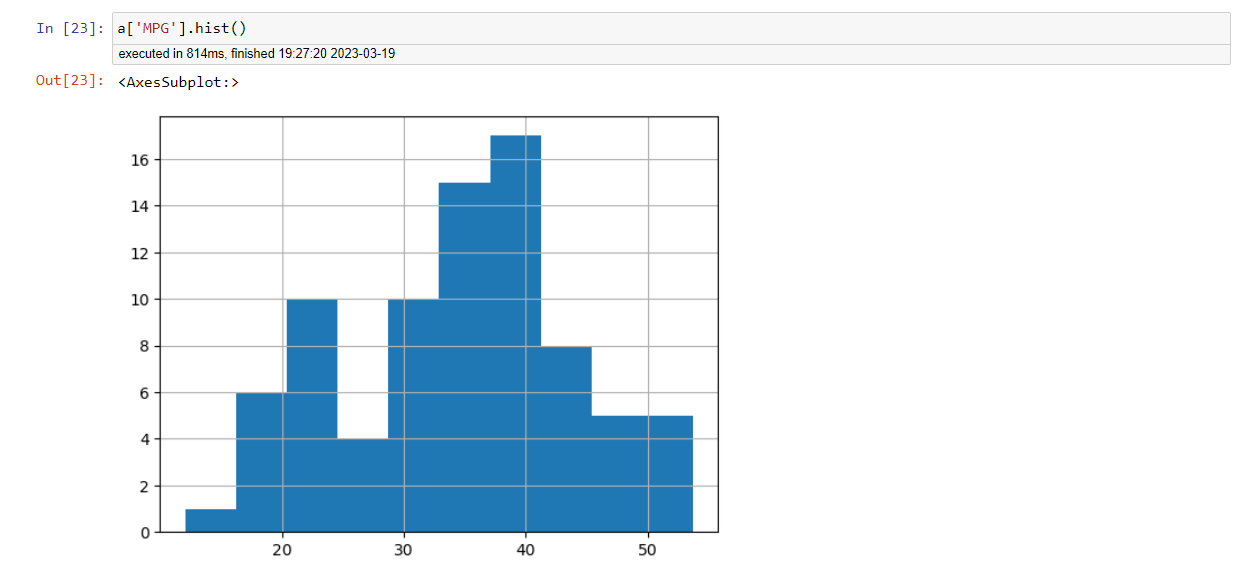 In [23]: a['MPG'].hist()
executed in 814ms, finished 19:27:20 2023-03-19
Out[23]: <AxesSubplot:>
16
14
12
10
8
6
4
2
0
20 30 40 50